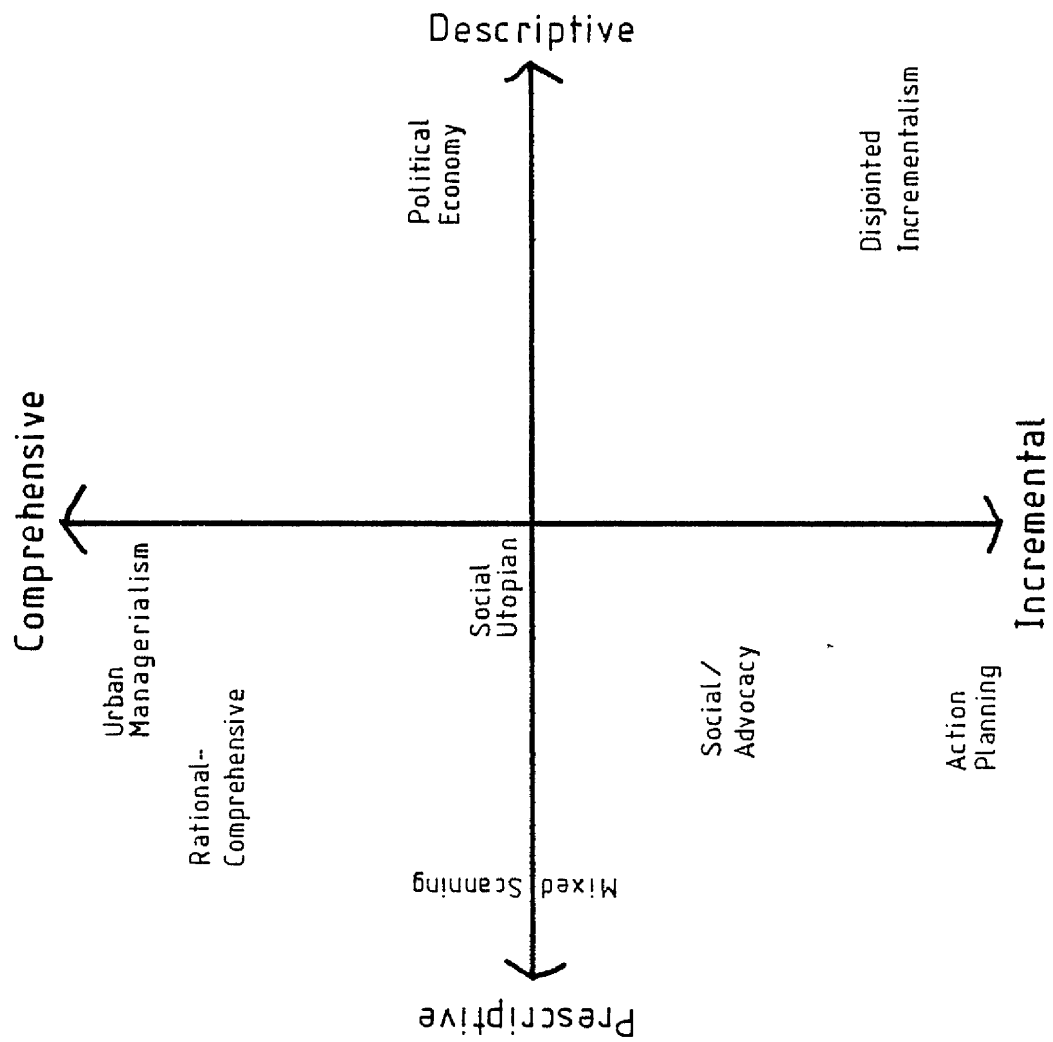 Descriptive
Political
Economy
Disjointed
Incrementalism
Comprehensive
Urban
Managerialism
Rational-
Comprehensive
Social
Utopian
Social/
Advocacy
Action
Planning
Incremental
Mixed Scanning
Prescriptive